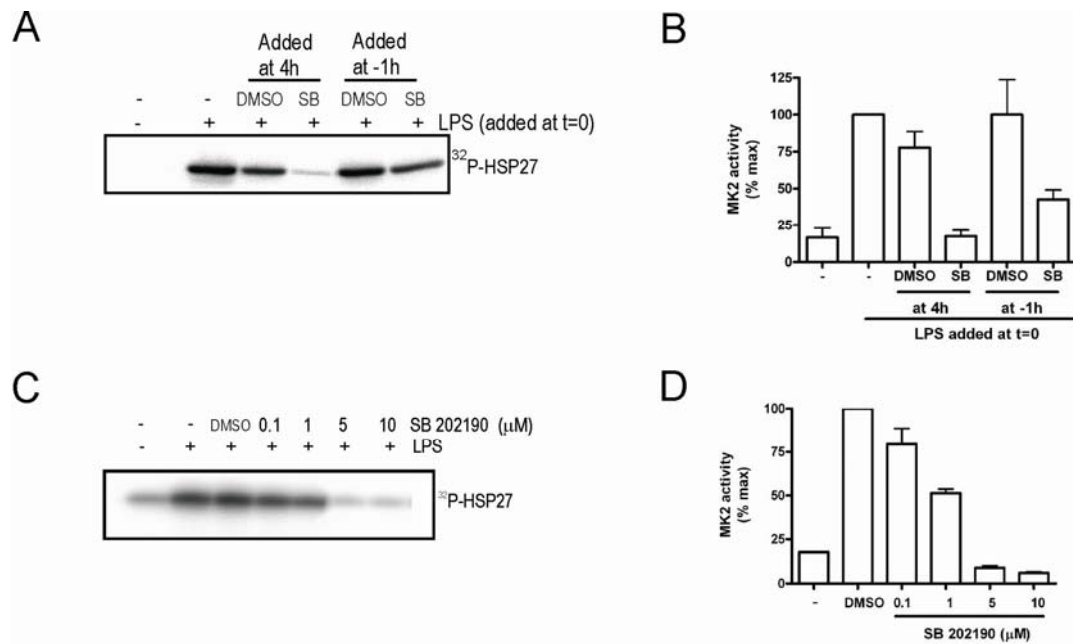 A
Added at 4h
Added at -1h
- - DMSO SB DMSO SB
- + + + + + LPS (added at t=0)
32P-HSP27
B
MK2 activity
(% max)
125
100
75
50
25
0
- - DMSO SB DMSO SB
at 4h at -1h
LPS added at t=0
C
- - DMSO 0.1 1 5 10 SB 202190 (μM)
- + + + + + + LPS
32P-HSP27
D
MK2 activity
(% max)
100
75
50
25
0
- DMSO 0.1 1 5 10
SB 202190 (μM)